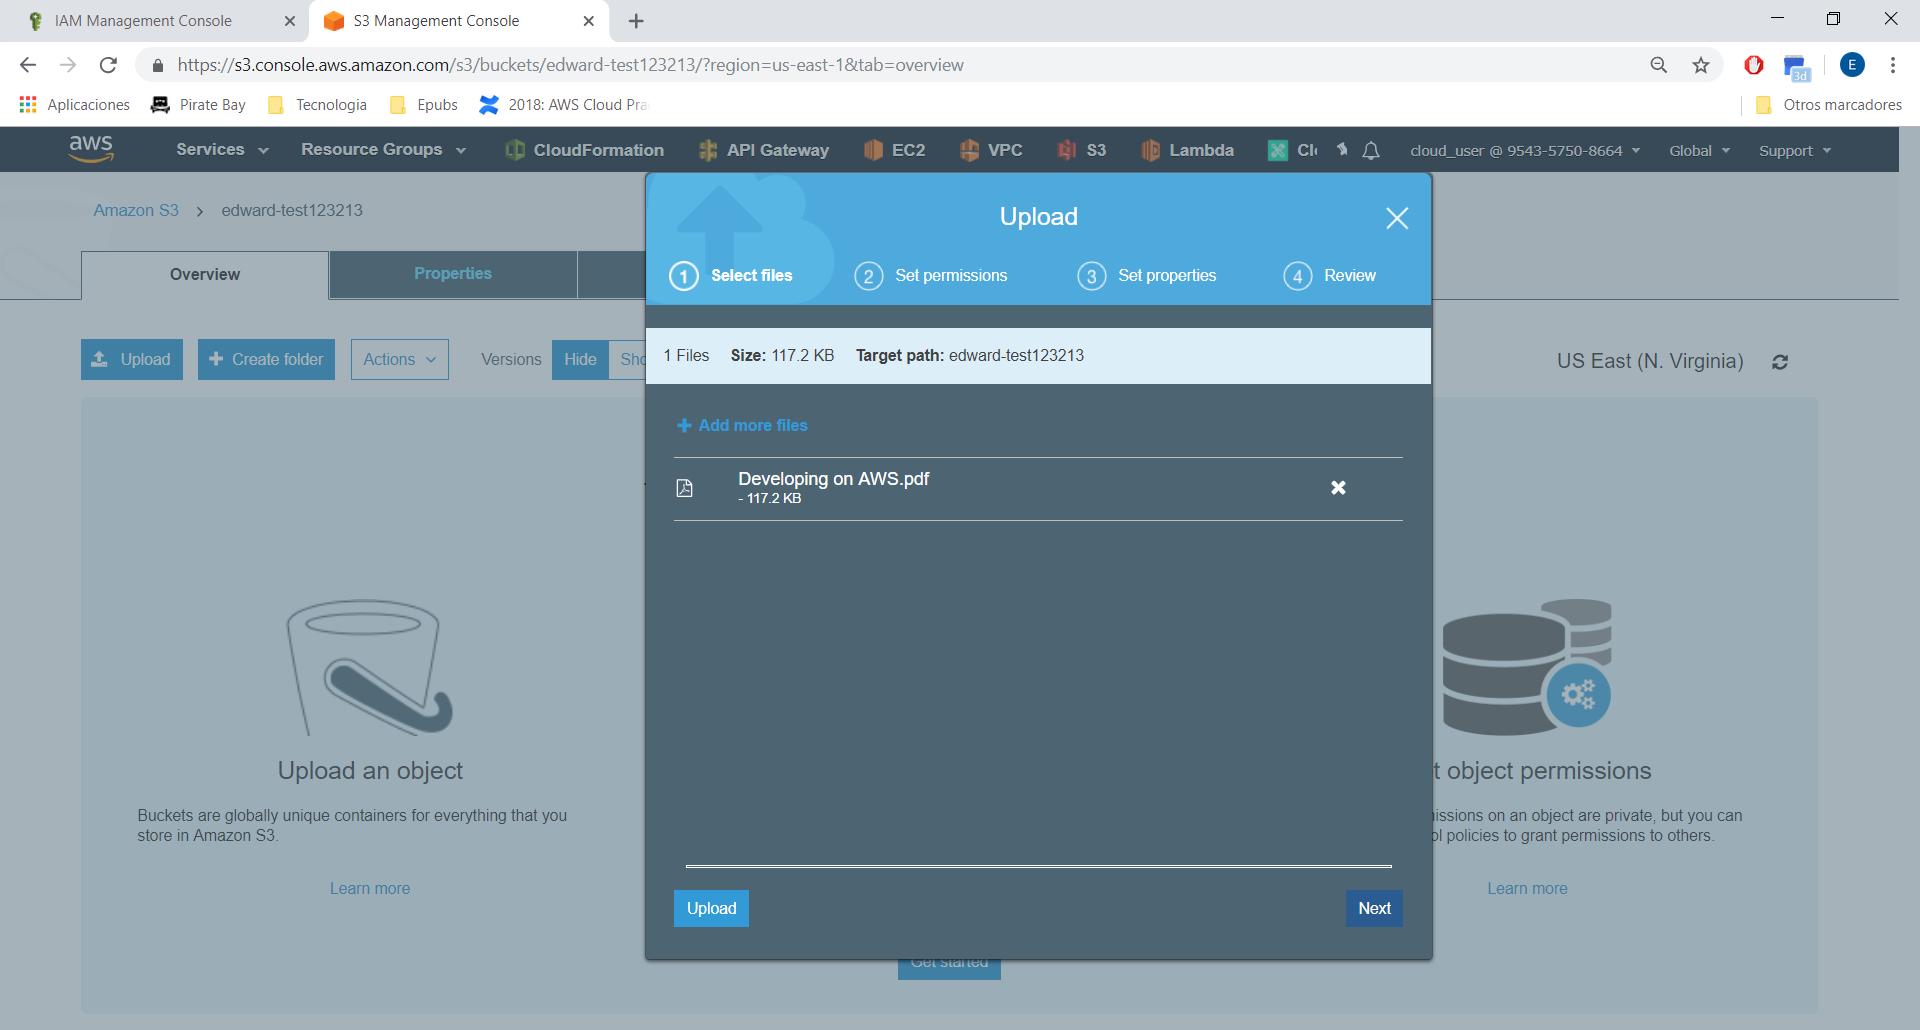 IAM Management Console
S3 Management Console
https://s3.console.aws.amazon.com/s3/buckets/edward-test123213/?region=us-east-1&tab=overview
3d
E
Aplicaciones Pirate Bay Tecnologia Epubs 2018: AWS Cloud Pra Otros marcadores
aws Services Resource Groups CloudFormation API Gateway EC2 VPC S3 Lambda Cl cloud_user @ 9543-5750-8664 Global Support
Amazon S3 > edward-test123213
Overview Properties
Upload Create folder Actions Versions Hide Sho
US East (N. Virginia)
Upload
1 Select files 2 Set permissions 3 Set properties 4 Review
1 Files Size: 117.2 KB Target path: edward-test123213
Add more files
Developing on AWS.pdf
- 117.2 KB
Upload Next
Upload an object
Buckets are globally unique containers for everything that you
store in Amazon S3.
Learn more
t object permissions
issions on an object are private, but you can
ol policies to grant permissions to others.
Learn more
Get started